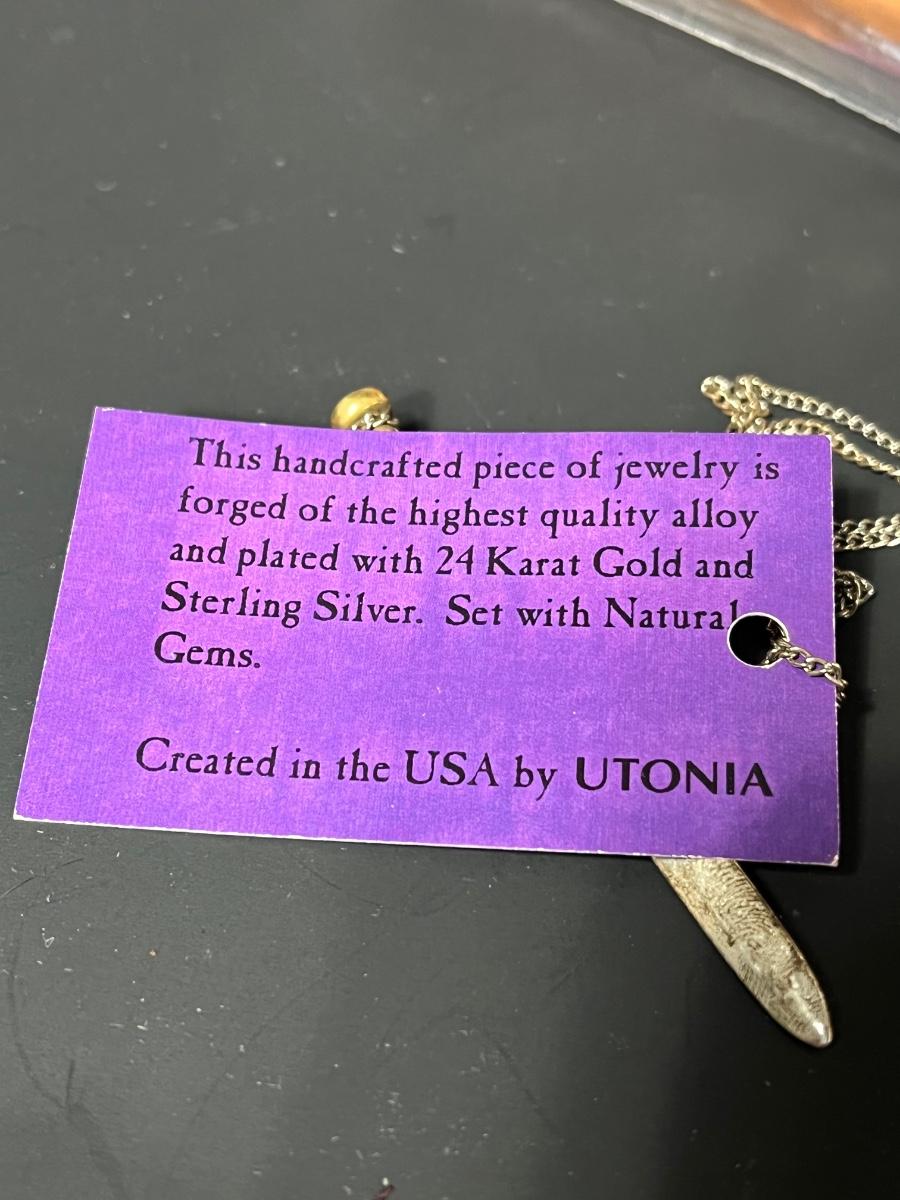 This handcrafted piece of jewelry is
forged of the highest quality alloy
and plated with 24 Karat Gold and
Sterling Silver. Set with Natural
Gems.
Created in the USA by UTONIA